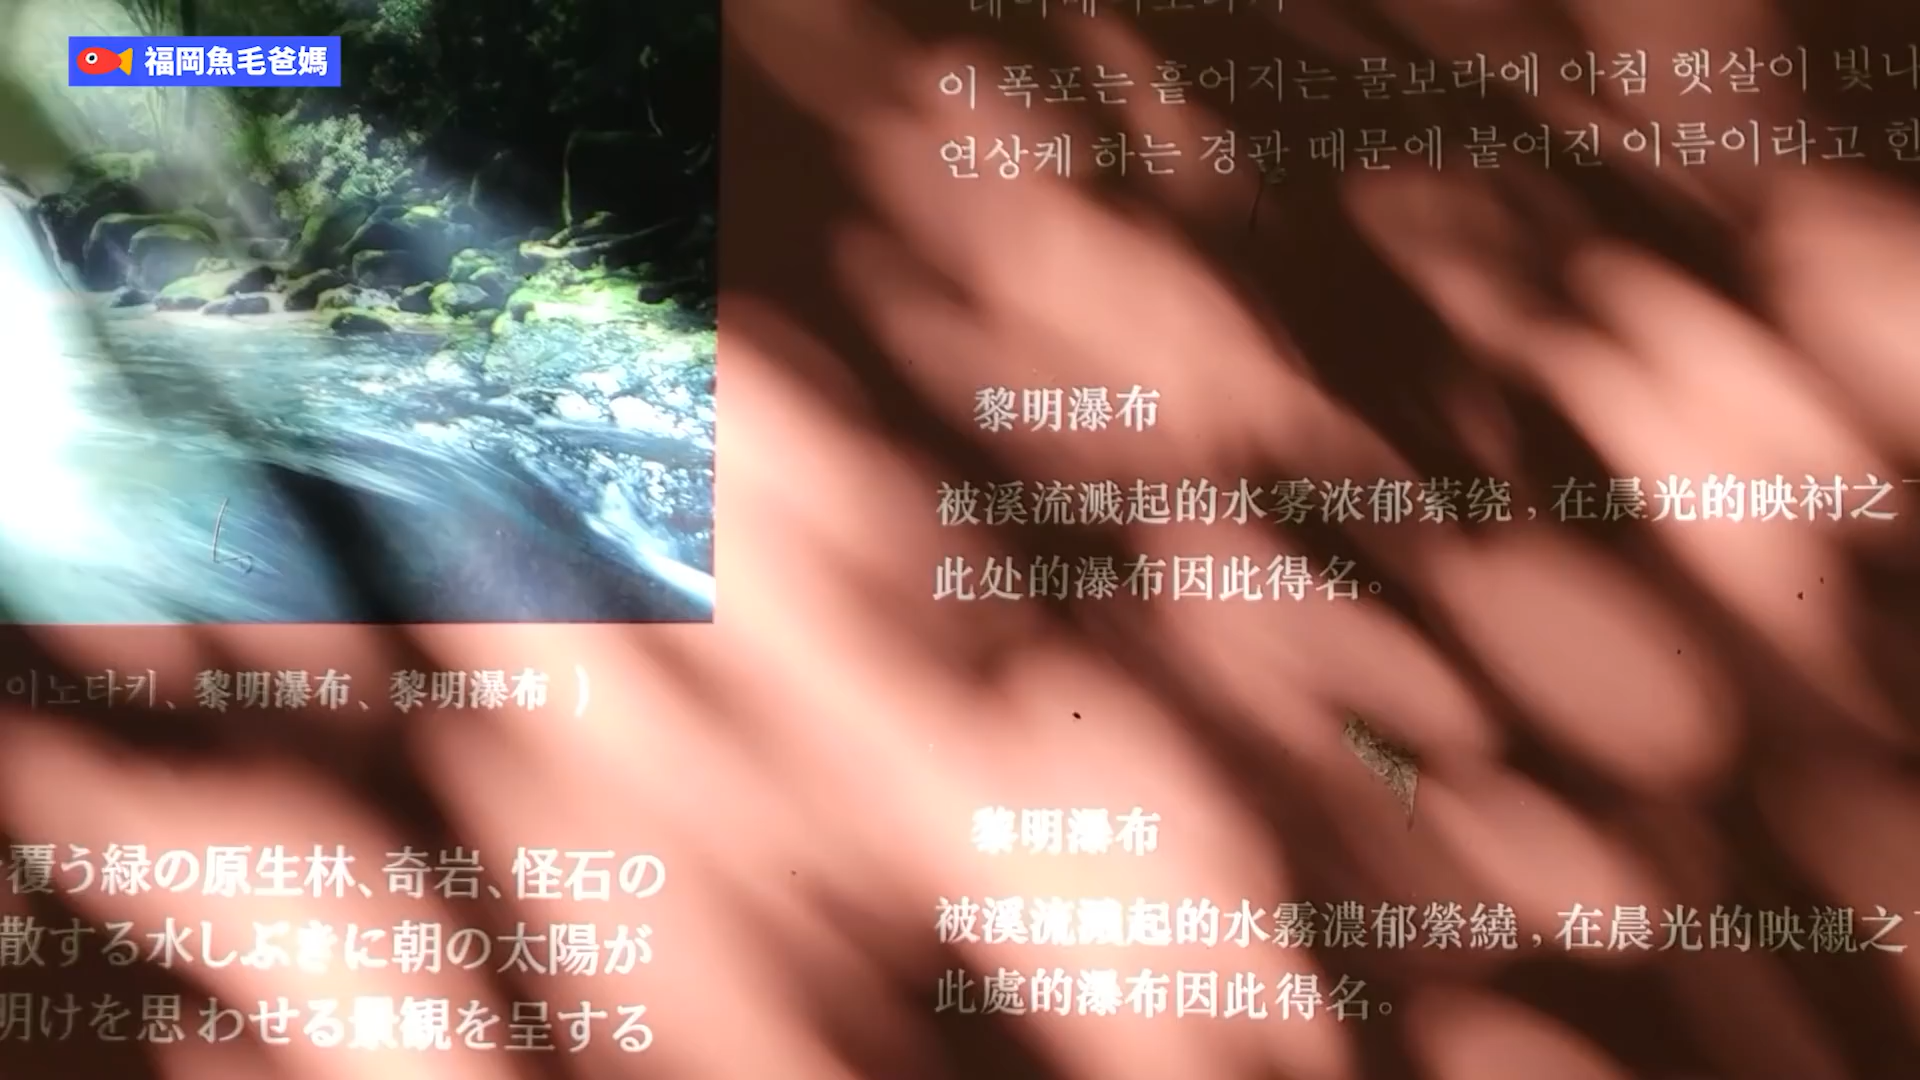 福岡魚毛爸媽
이 폭포는 흩어지는 물보라에 아침 햇살이 빛나
연상케 하는 경관 때문에 붙여진 이름이라고 한
黎明瀑布
被溪流溅起的水雾浓郁萦绕，在晨光的映衬之下
此处的瀑布因此得名。
이노타키、黎明瀑布、黎明瀑布 )
黎明瀑布
被溪流濺起的水霧濃郁縈繞，在晨光的映襯之下
此處的瀑布因此得名。
覆う緑の原生林、奇岩、怪石の
散する水しぶきに朝の太陽が
明けを思わせる景観を呈する